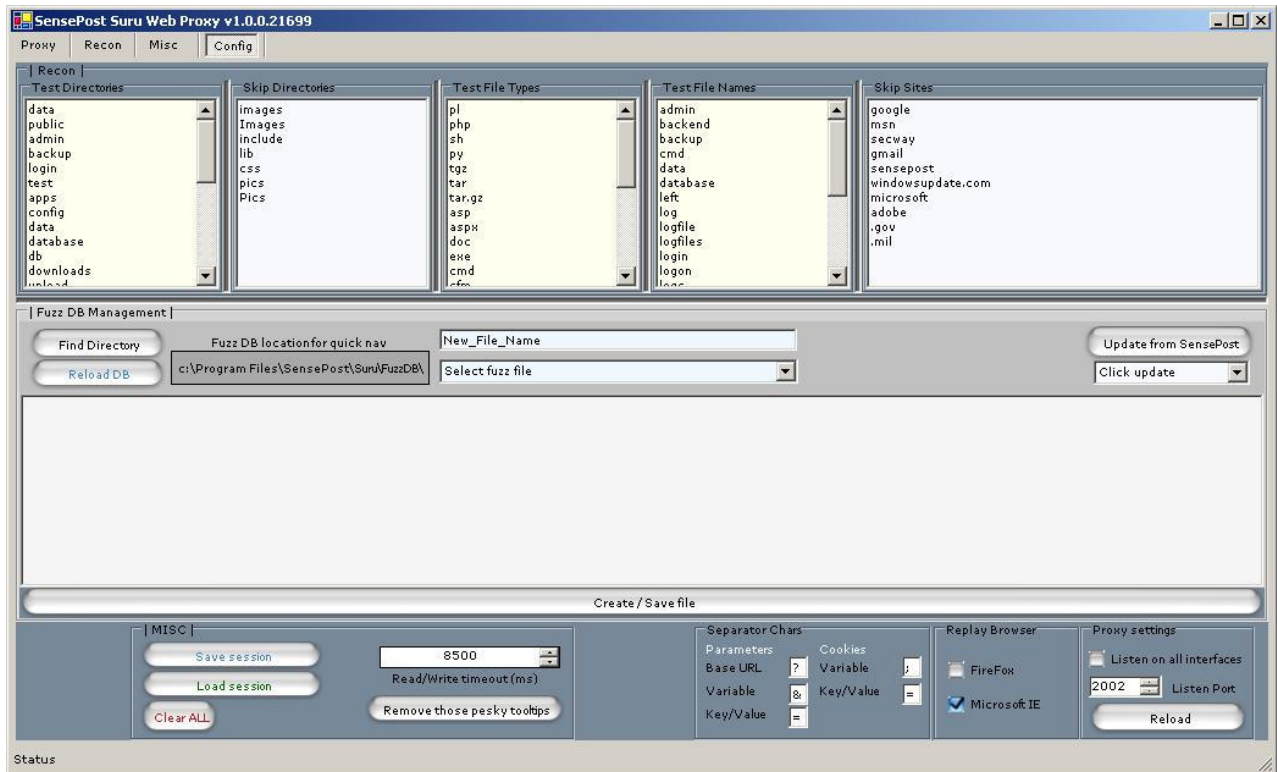 SensePost Suru Web Proxy v1.0.0.21699
Proxy Recon Misc Config
| Recon |
Test Directories
data
public
admin
backup
login
test
apps
config
data
database
db
downloads
upload
Skip Directories
images
Images
include
lib
css
pics
Pics
Test File Types
pl
php
sh
py
tgz
tar
tar.gz
asp
aspx
doc
exe
cmd
cfm
Test File Names
admin
backend
backup
cmd
data
database
left
log
logfile
logfiles
login
logon
logs
Skip Sites
google
msn
secway
gmail
sensepost
windowsupdate.com
microsoft
adobe
.gov
.mil
| Fuzz DB Management |
Find Directory
Reload DB
Fuzz DB locationfor quick nav
c:\Program Files\SensePost\Suru\FuzzDB\
New_File_Name
Select fuzz file
Update from SensePost
Click update
Create / Save file
| MISC |
Save session
Load session
Clear ALL
8500
Read/Write timeout (ms)
Remove those pesky tooltips
Separator Chars
Parameters
Base URL ?
Variable &
Key/Value =
Cookies
Variable ;
Key/Value =
Replay Browser
FireFox
Microsoft IE
Proxy settings
Listen on all interfaces
2002 Listen Port
Reload
Status